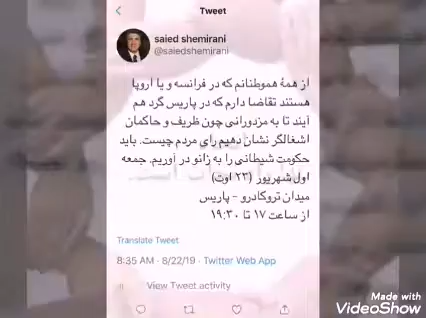 Tweet
saied shemirani
@saiedshemirani
از همهٔ هموطنانم که در فرانسه و یا اروپا
هستند تقاضا دارم که در پاریس گرد هم
آیند تا به مزدورانی چون ظریف و حاکمان
اشغالگر نشان دهیم رای مردم چیست. باید
حکومت شیطانی را به زانو در آوریم. جمعه
اول شهریور (۲۳ اوت)
میدان تروکادرو - پاریس
از ساعت ۱۷ تا ۱۹:۳۰
Translate Tweet
8:35 AM · 8/22/19 · Twitter Web App
View Tweet activity
Made with
VideoShow